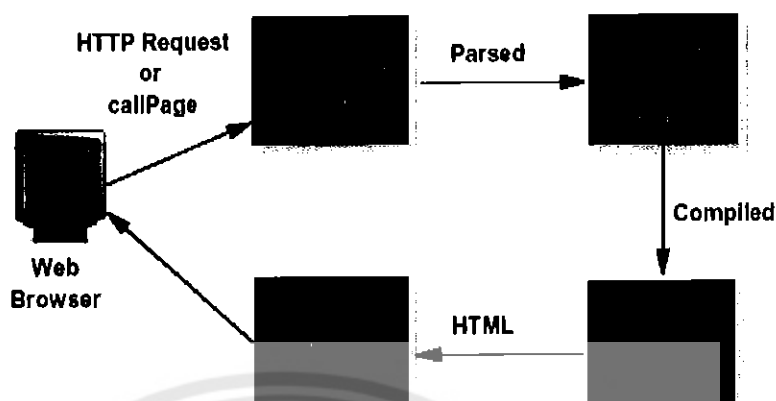 HTTP Request
or
callPage
Parsed
Compiled
Web
Browser
HTML